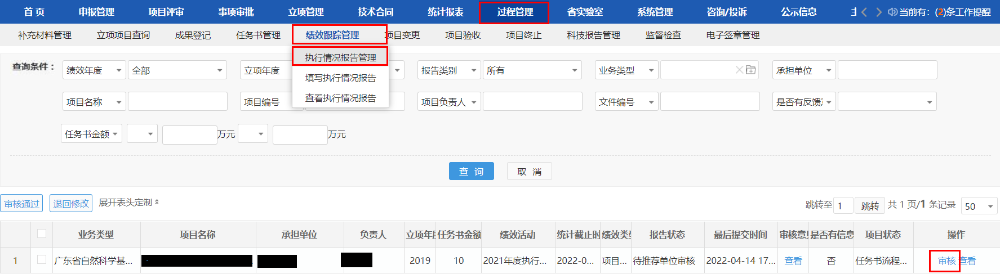 首 页 申报管理 项目评审 事项审批 立项管理 技术合同 统计报表 过程管理 省实验室 系统管理 咨询/投诉 公示信息 当前有：(2)条工作提醒
补充材料管理 立项项目查询 成果登记 任务书管理 绩效跟踪管理 项目变更 项目验收 项目终止 科技报告管理 监督检查 电子签章管理
执行情况报告管理
填写执行情况报告
查看执行情况报告
查询条件： 绩效年度 全部 立项年度 报告类别 所有 业务类型 承担单位
项目名称 项目编号 项目负责人 文件编号 是否有反馈
任务书金额 万元 万元
查 询 取 消
审核通过 退回修改 展开表头定制 跳转至 1 跳转 共 1 页/1 条记录 50
业务类型 项目名称 承担单位 负责人 立项年 任务书金额 绩效活动 统计截止时 绩效类 报告状态 最后提交时间 审核意 是否有信息 项目状态 操作
1 广东省自然科学基... 2019 10 2021年度执行... 2022-0... 项目... 待推荐单位审核 2022-04-14 17... 查看 否 任务书流程... 审核 查看